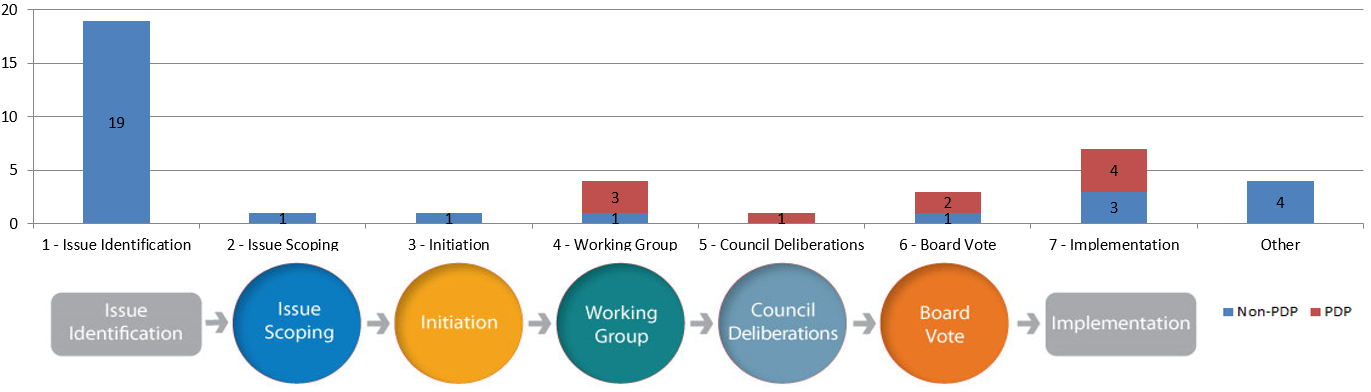 20
15
10
5
0
19
1
1
3
1
1
2
1
4
3
4
1 - Issue Identification
2 - Issue Scoping
3 - Initiation
4 - Working Group
5 - Council Deliberations
6 - Board Vote
7 - Implementation
Other
Issue
Identification
Issue
Scoping
Initiation
Working
Group
Council
Deliberations
Board
Vote
Implementation
Non-PDP
PDP